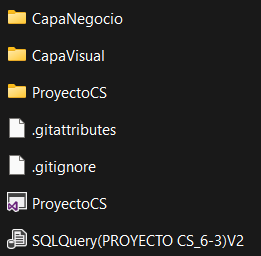 CapaNegocio
CapaVisual
ProyectoCS
.gitattributes
.gitignore
ProyectoCS
SQLQuery(PROYECTO CS_6-3)V2